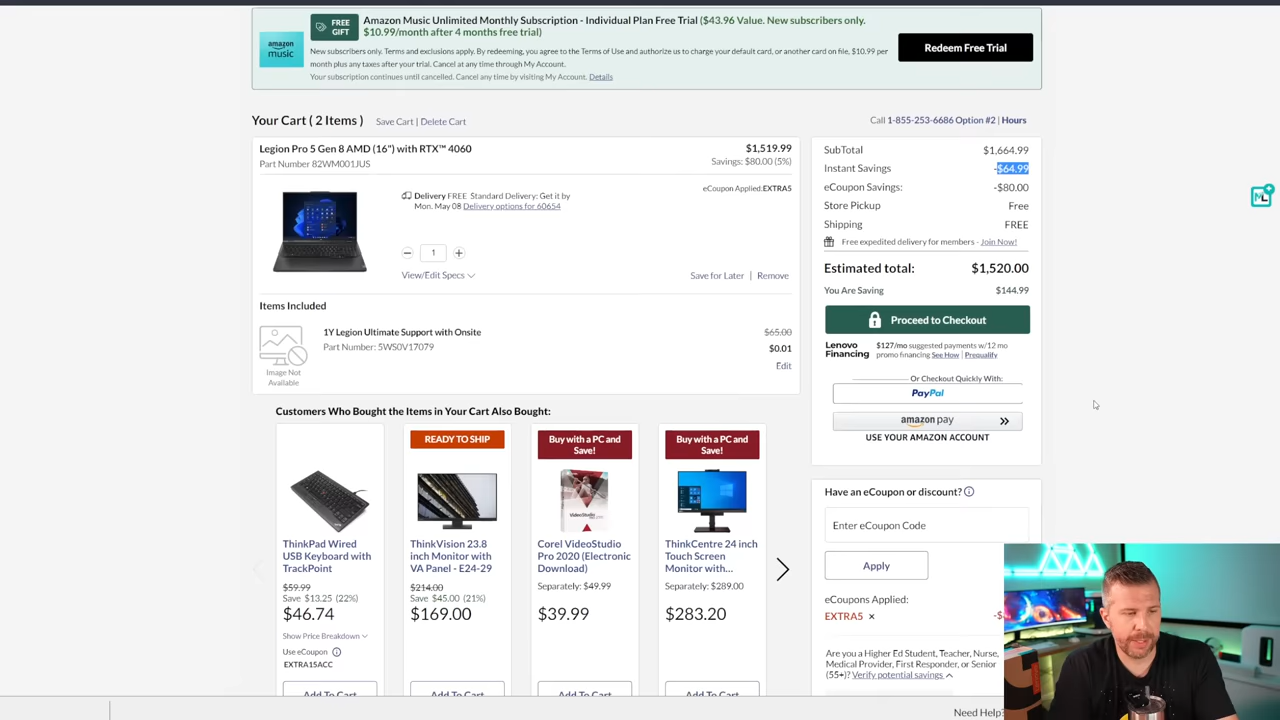 FREE
GIFT
Amazon Music Unlimited Monthly Subscription - Individual Plan Free Trial ($43.96 Value. New subscribers only.
$10.99/month after 4 months free trial)
amazon
music
New subscribers only. Terms and exclusions apply. By redeeming, you agree to the Terms of Use and authorize us to charge your default card, or another card on file, $10.99 per
month plus any taxes after your trial. Cancel at any time through My Account.
Your subscription continues until cancelled. Cancel any time by visiting My Account. Details
Redeem Free Trial
Your Cart ( 2 Items )
Save Cart | Delete Cart
Call 1-855-253-6686 Option #2 | Hours
Legion Pro 5 Gen 8 AMD (16") with RTX™ 4060
Part Number 82WM001JUS
$1,519.99
Savings: $80.00 (5%)
eCoupon Applied:EXTRA5
Delivery FREE Standard Delivery: Get it by
Mon. May 08 Delivery options for 60654
1
View/Edit Specs
Save for Later | Remove
Items Included
Image Not
Available
1Y Legion Ultimate Support with Onsite
Part Number: 5WS0V17079
$65.00
$0.01
Edit
SubTotal $1,664.99
Instant Savings -$64.99
eCoupon Savings: -$80.00
Store Pickup Free
Shipping FREE
Free expedited delivery for members - Join Now!
Estimated total: $1,520.00
You Are Saving $144.99
Proceed to Checkout
Lenovo
Financing
$127/mo suggested payments w/12 mo
promo financing See How | Prequalify
Or Checkout Quickly With:
PayPal
amazon pay
USE YOUR AMAZON ACCOUNT
Have an eCoupon or discount?
Enter eCoupon Code
Apply
eCoupons Applied:
EXTRA5 ×
Are you a Higher Ed Student, Teacher, Nurse,
Medical Provider, First Responder, or Senior
(55+)? Verify potential savings
Customers Who Bought the Items in Your Cart Also Bought:
ThinkPad Wired
USB Keyboard with
TrackPoint
$59.99
Save $13.25 (22%)
$46.74
Show Price Breakdown
Use eCoupon
EXTRA15ACC
Add To Cart
READY TO SHIP
ThinkVision 23.8
inch Monitor with
VA Panel - E24-29
$214.00
Save $45.00 (21%)
$169.00
Add To Cart
Buy with a PC and
Save!
Corel VideoStudio
Pro 2020 (Electronic
Download)
Separately: $49.99
$39.99
Add To Cart
Buy with a PC and
Save!
ThinkCentre 24 inch
Touch Screen
Monitor with...
Separately: $289.00
$283.20
Add To Cart
Need Help?